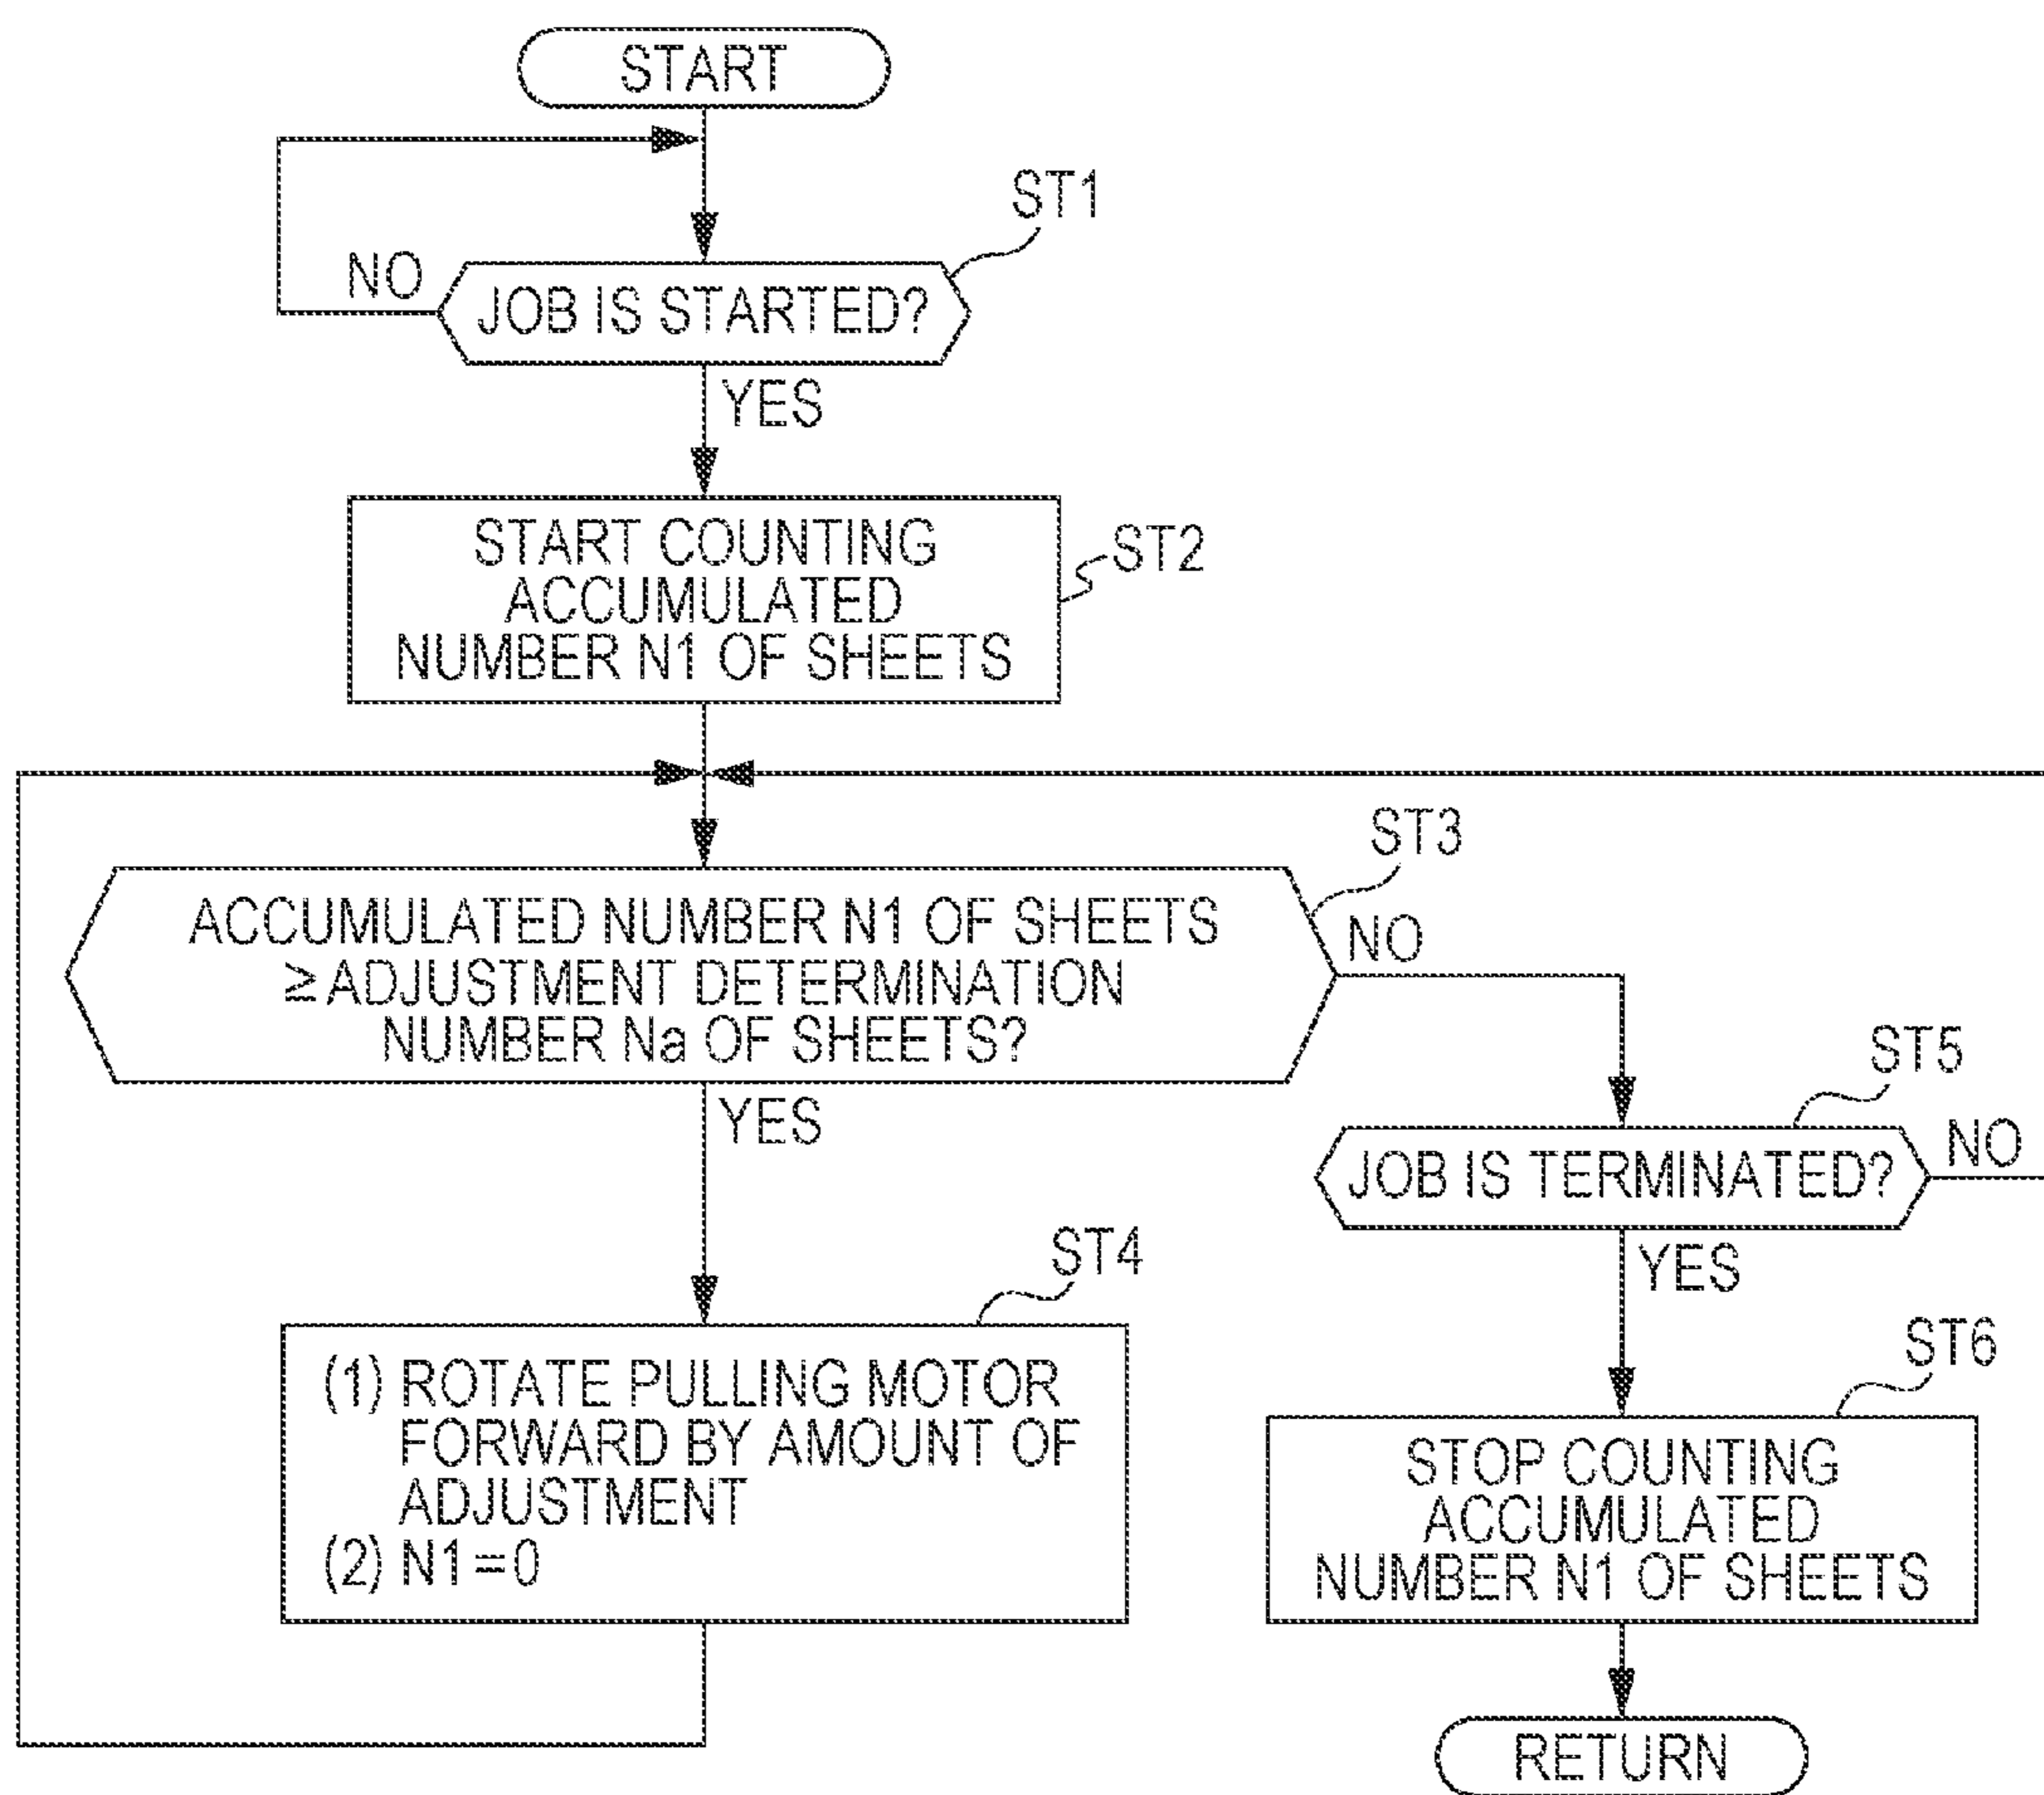 START
ST1
NO
JOB IS STARTED?
YES
START COUNTING
ACCUMULATED
NUMBER N1 OF SHEETS
ST2
ST3
ACCUMULATED NUMBER N1 OF SHEETS
≥ ADJUSTMENT DETERMINATION
NUMBER Na OF SHEETS?
NO
YES
ST5
JOB IS TERMINATED?
NO
YES
ST4
(1) ROTATE PULLING MOTOR
FORWARD BY AMOUNT OF
ADJUSTMENT
(2) N1 = 0
ST6
STOP COUNTING
ACCUMULATED
NUMBER N1 OF SHEETS
RETURN